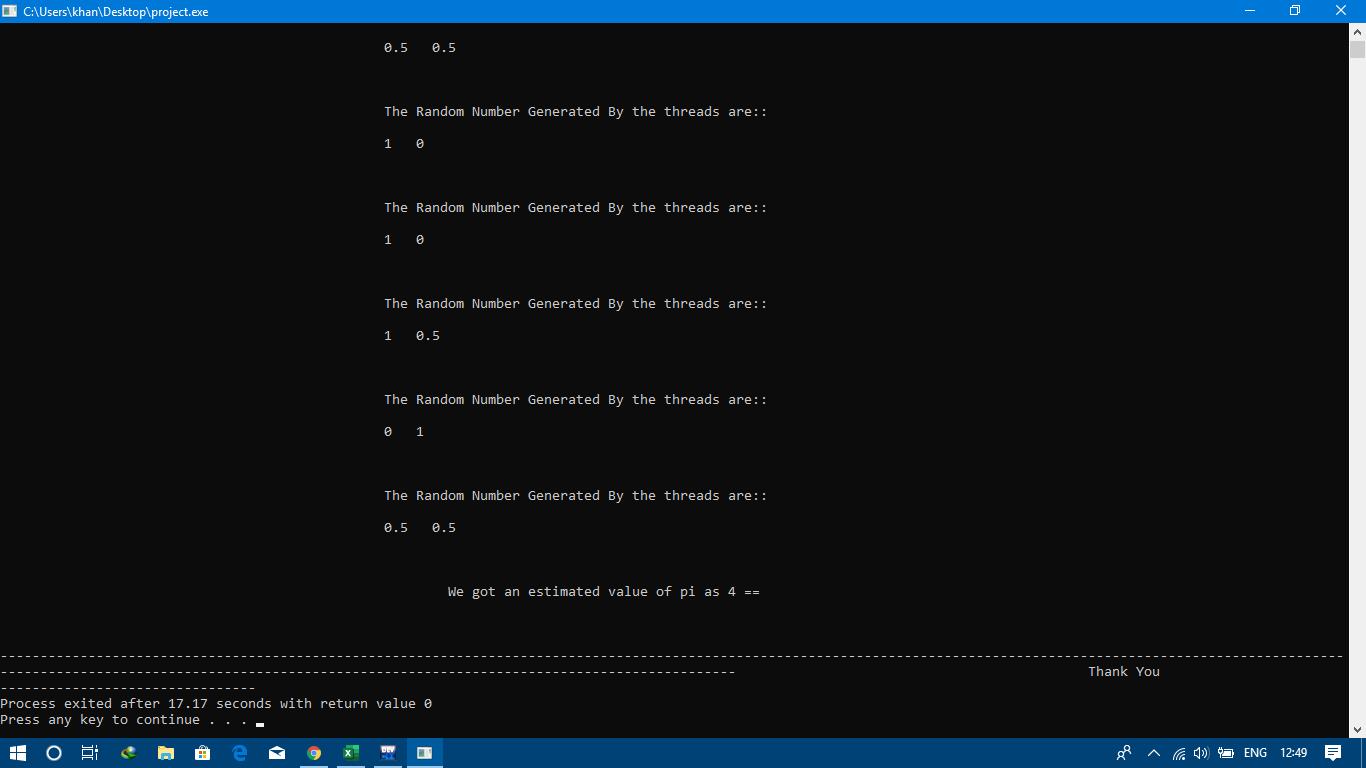 C:\Users\khan\Desktop\project.exe
0.5 0.5
The Random Number Generated By the threads are::
1 0
The Random Number Generated By the threads are::
1 0
The Random Number Generated By the threads are::
1 0.5
The Random Number Generated By the threads are::
0 1
The Random Number Generated By the threads are::
0.5 0.5
We got an estimated value of pi as 4 ==
------------------------------------------------------------------------------------------------------------------------------------------------------------------------
-------------------------------------------------------------------------------------------- Thank You
--------------------------------
Process exited after 17.17 seconds with return value 0
Press any key to continue . . .
ENG 12:49